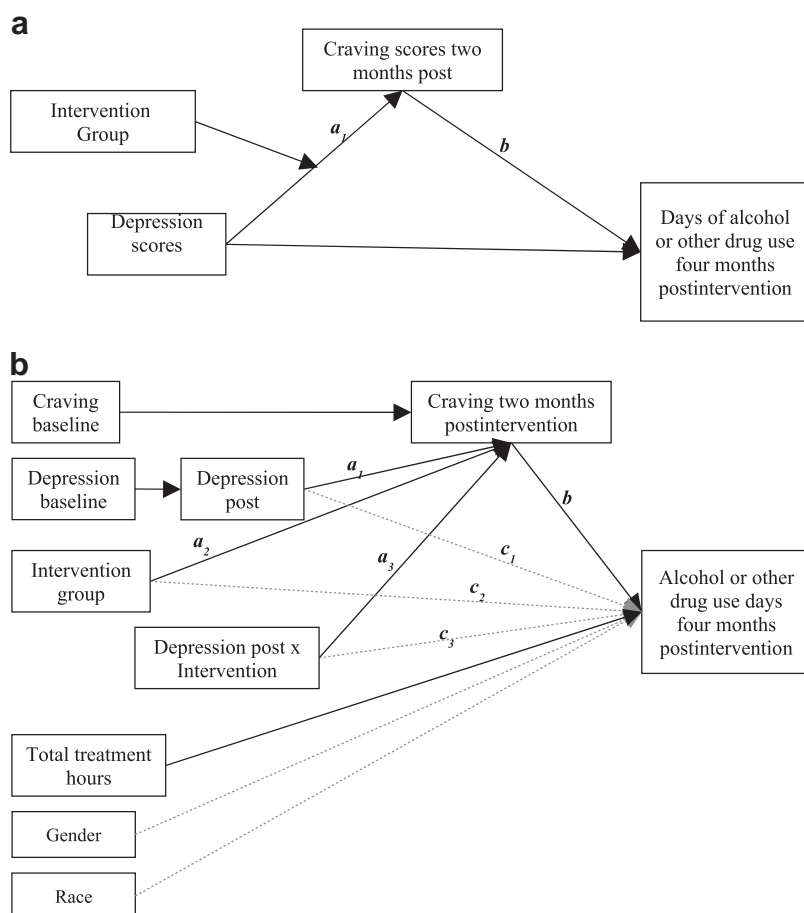 a
Craving scores two
months post
Intervention
Group
a1
b
Depression
scores
Days of alcohol
or other drug use
four months
postintervention
b
Craving
baseline
Craving two months
postintervention
Depression
baseline
Depression
post
a1
b
a2
a3
c1
Intervention
group
c2
Alcohol or other
drug use days
four months
postintervention
c3
Depression post x
Intervention
Total treatment
hours
Gender
Race